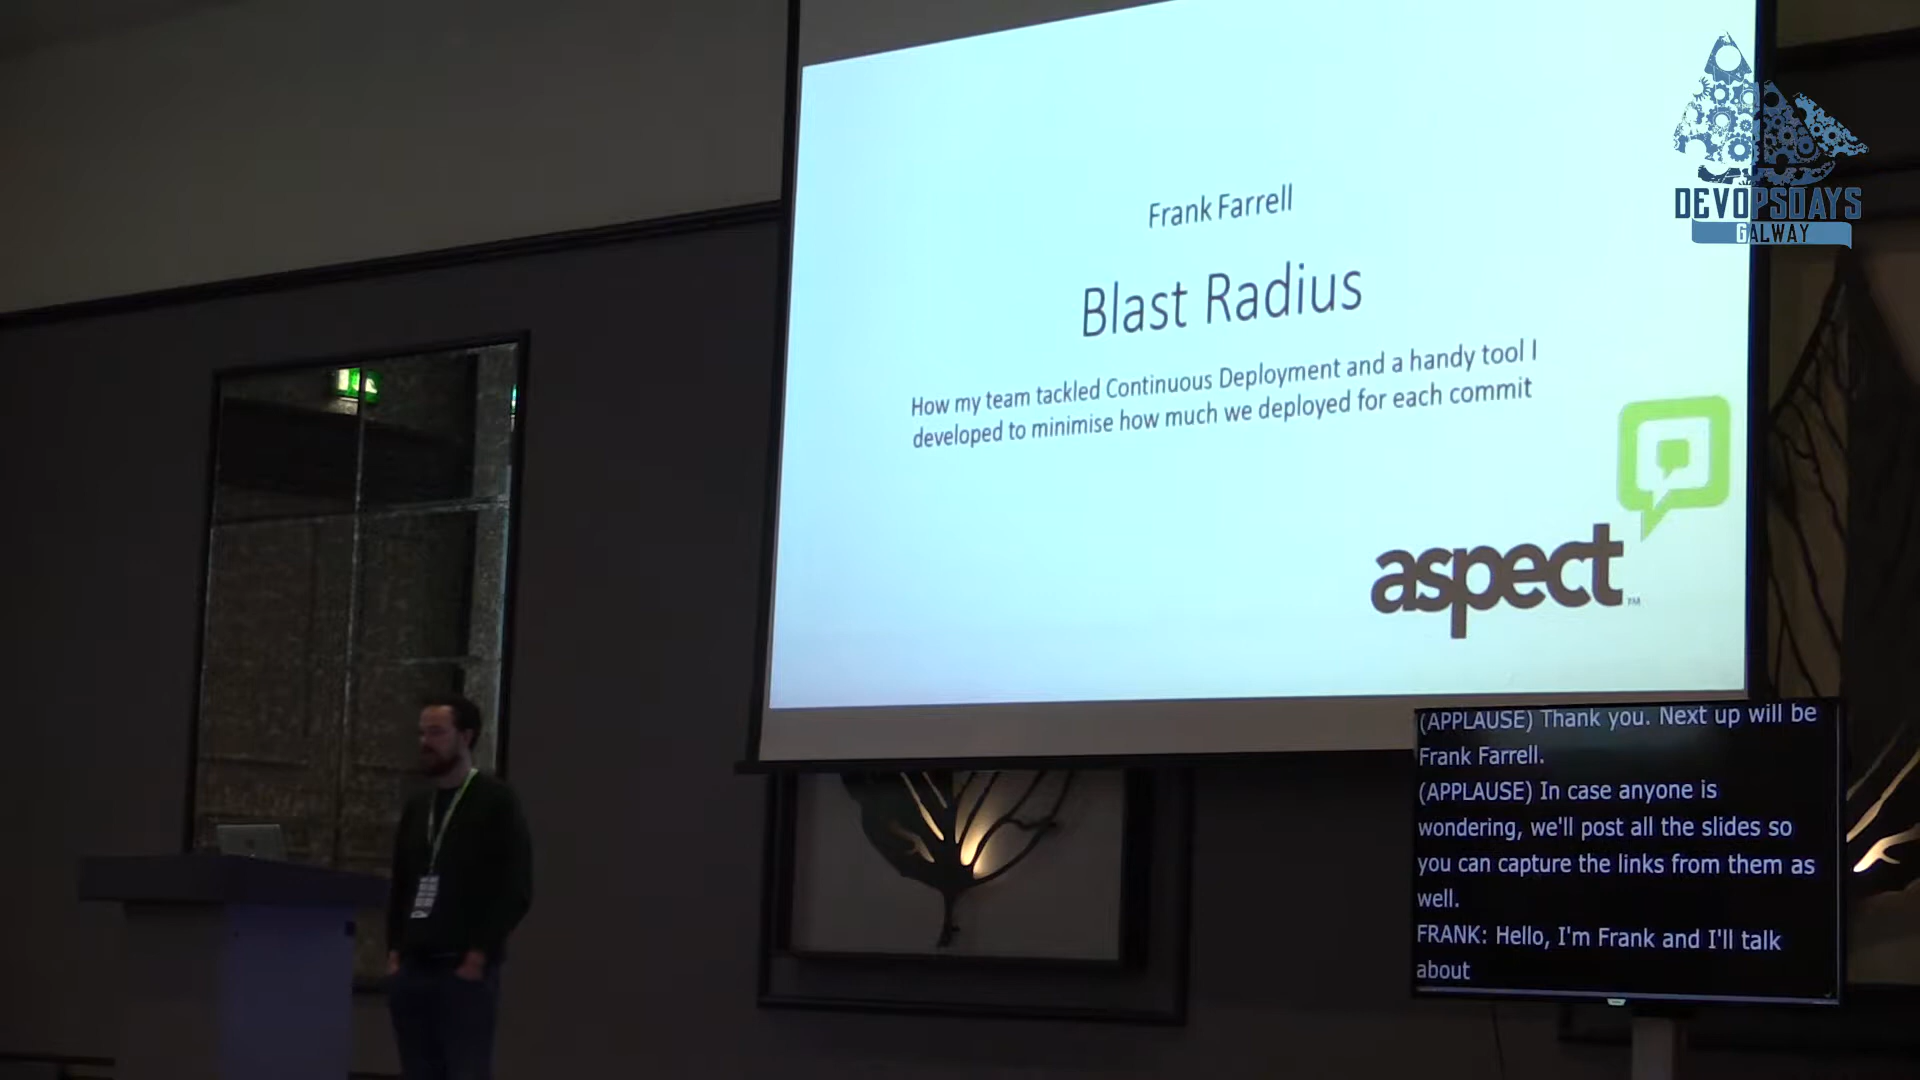 Frank Farrell
Blast Radius
How my team tackled Continuous Deployment and a handy tool I
developed to minimise how much we deployed for each commit
aspect™
DEVOPSDAYS
GALWAY
(APPLAUSE) Thank you. Next up will be
Frank Farrell.
(APPLAUSE) In case anyone is
wondering, we'll post all the slides so
you can capture the links from them as
well.
FRANK: Hello, I'm Frank and I'll talk
about